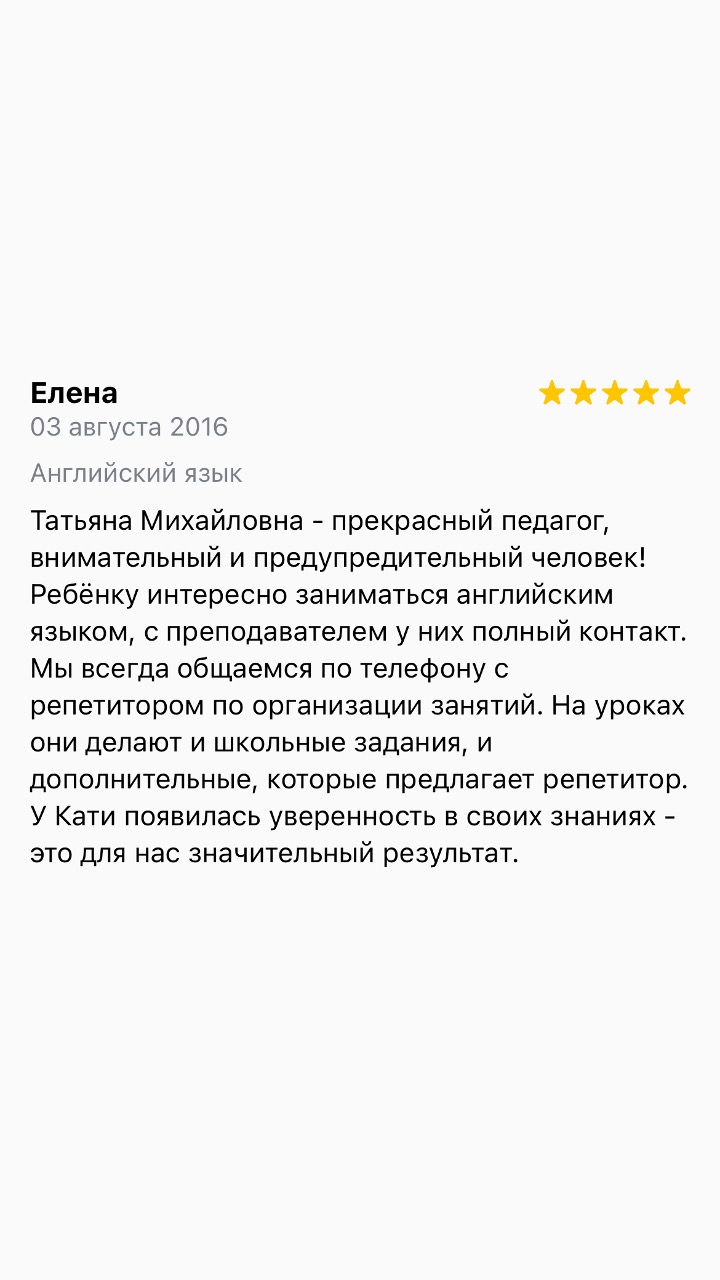 Елена
03 августа 2016
Английский язык
Татьяна Михайловна - прекрасный педагог,
внимательный и предупредительный человек!
Ребёнку интересно заниматься английским
языком, с преподавателем у них полный контакт.
Мы всегда общаемся по телефону с
репетитором по организации занятий. На уроках
они делают и школьные задания, и
дополнительные, которые предлагает репетитор.
У Кати появилась уверенность в своих знаниях -
это для нас значительный результат.